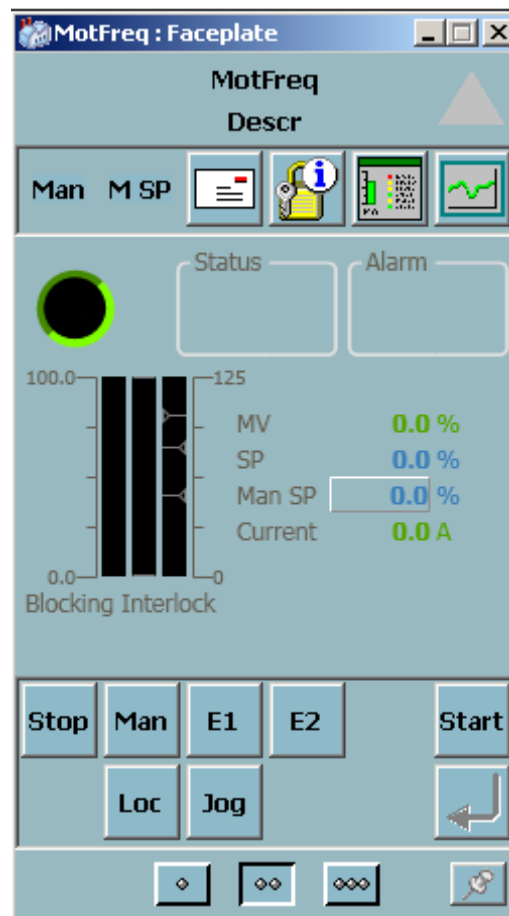 MotFreq : Faceplate
MotFreq
Descr
Man M SP
Status Alarm
100.0 125
MV 0.0 %
SP 0.0 %
Man SP 0.0 %
Current 0.0 A
0.0 0
Blocking Interlock
Stop Man E1 E2 Start
Loc Jog